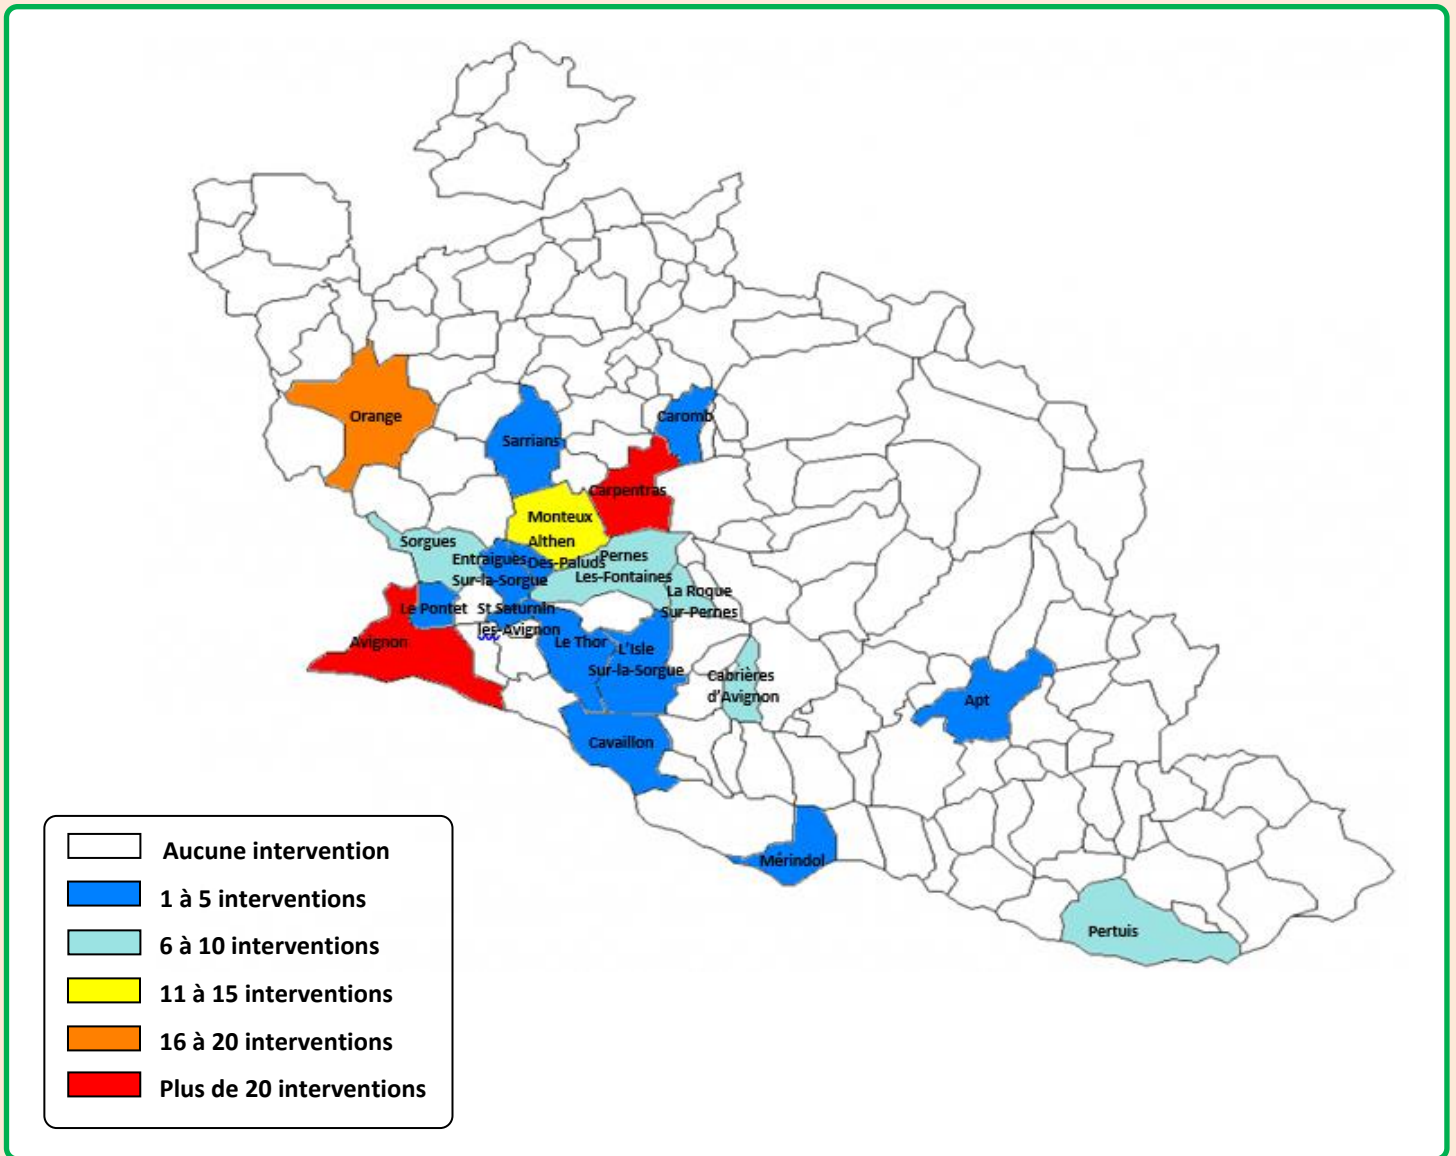 Orange
Caromb
Sarrians
Carpentras
Monteux
Sorgues
Althen
Des-Paluds
Entraigues
Sur-la-Sorgue
Pernes
Les-Fontaines
La Roque
Sur-Pernes
Le Pontet
St Saturnin
lès-Avignon
Avignon
Le Thor
L'Isle
Sur-la-Sorgue
Cabrières
d'Avignon
Apt
Cavaillon
Mérindol
Pertuis
Aucune intervention
1 à 5 interventions
6 à 10 interventions
11 à 15 interventions
16 à 20 interventions
Plus de 20 interventions